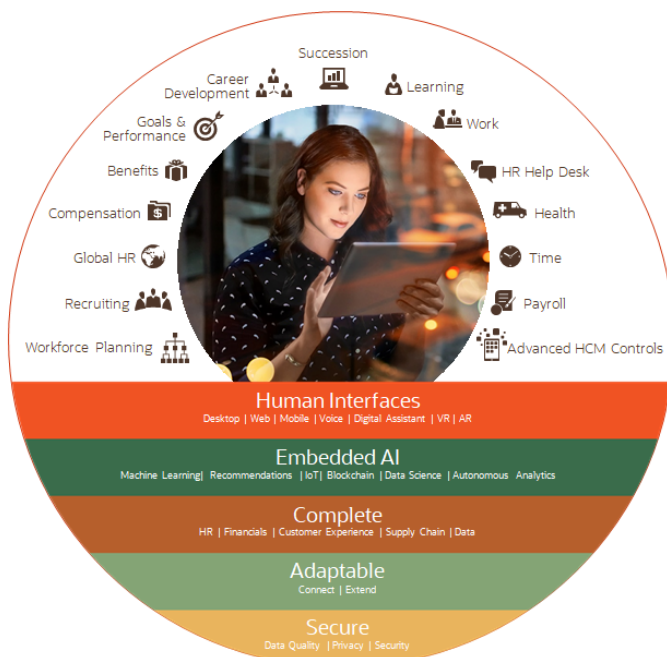 Succession
Career
Development
Learning
Goals &
Performance
Work
Benefits
HR Help Desk
Compensation
$
Health
Global HR
Time
Recruiting
Payroll
Workforce Planning
Advanced HCM Controls
Human Interfaces
Desktop | Web | Mobile | Voice | Digital Assistant | VR | AR
Embedded AI
Machine Learning| Recommendations | IoT| Blockchain | Data Science | Autonomous Analytics
Complete
HR | Financials | Customer Experience | Supply Chain | Data
Adaptable
Connect | Extend
Secure
Data Quality | Privacy | Security